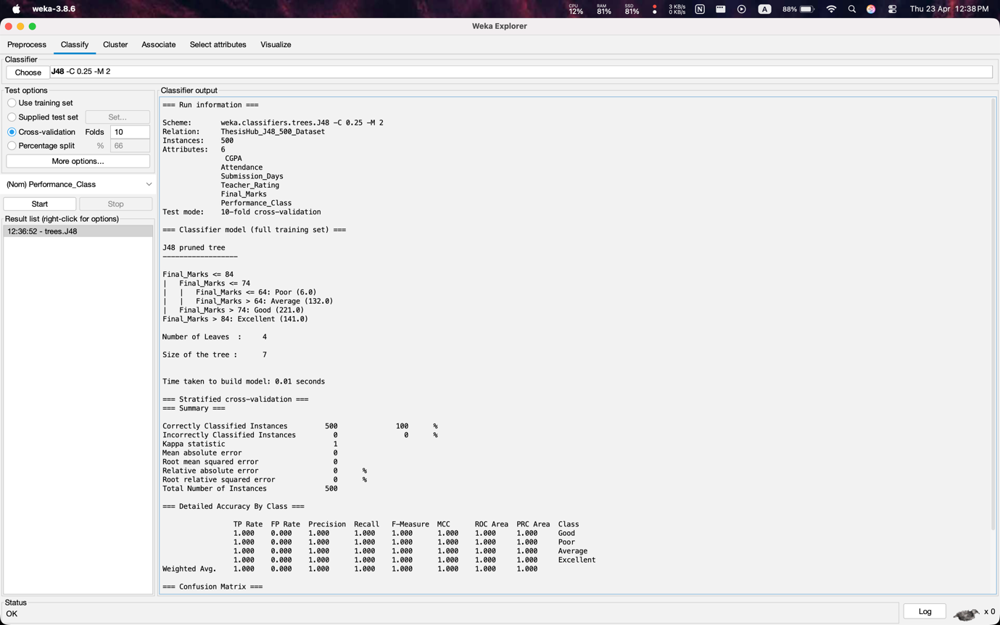 weka-3.8.6
CPU 12% RAM 81% SSD 81% 3 KB/s 0 KB/s N A 88% Thu 23 Apr 12:38 PM
Weka Explorer
Preprocess Classify Cluster Associate Select attributes Visualize
Classifier
Choose J48 -C 0.25 -M 2
Test options
Use training set
Supplied test set Set...
Cross-validation Folds 10
Percentage split % 66
More options...
(Nom) Performance_Class
Start Stop
Result list (right-click for options)
12:36:52 - trees.J48
Classifier output
=== Run information ===
Scheme: weka.classifiers.trees.J48 -C 0.25 -M 2
Relation: ThesisHub_J48_500_Dataset
Instances: 500
Attributes: 6
CGPA
Attendance
Submission_Days
Teacher_Rating
Final_Marks
Performance_Class
Test mode: 10-fold cross-validation
=== Classifier model (full training set) ===
J48 pruned tree
------------------
Final_Marks <= 84
| Final_Marks <= 74
| | Final_Marks <= 64: Poor (6.0)
| | Final_Marks > 64: Average (132.0)
| Final_Marks > 74: Good (221.0)
Final_Marks > 84: Excellent (141.0)
Number of Leaves : 4
Size of the tree : 7
Time taken to build model: 0.01 seconds
=== Stratified cross-validation ===
=== Summary ===
Correctly Classified Instances 500 100 %
Incorrectly Classified Instances 0 0 %
Kappa statistic 1
Mean absolute error 0
Root mean squared error 0
Relative absolute error 0 %
Root relative squared error 0 %
Total Number of Instances 500
=== Detailed Accuracy By Class ===
TP Rate FP Rate Precision Recall F-Measure MCC ROC Area PRC Area Class
1.000 0.000 1.000 1.000 1.000 1.000 1.000 1.000 Good
1.000 0.000 1.000 1.000 1.000 1.000 1.000 1.000 Poor
1.000 0.000 1.000 1.000 1.000 1.000 1.000 1.000 Average
1.000 0.000 1.000 1.000 1.000 1.000 1.000 1.000 Excellent
Weighted Avg. 1.000 0.000 1.000 1.000 1.000 1.000 1.000 1.000
=== Confusion Matrix ===
Status
OK
Log
x 0